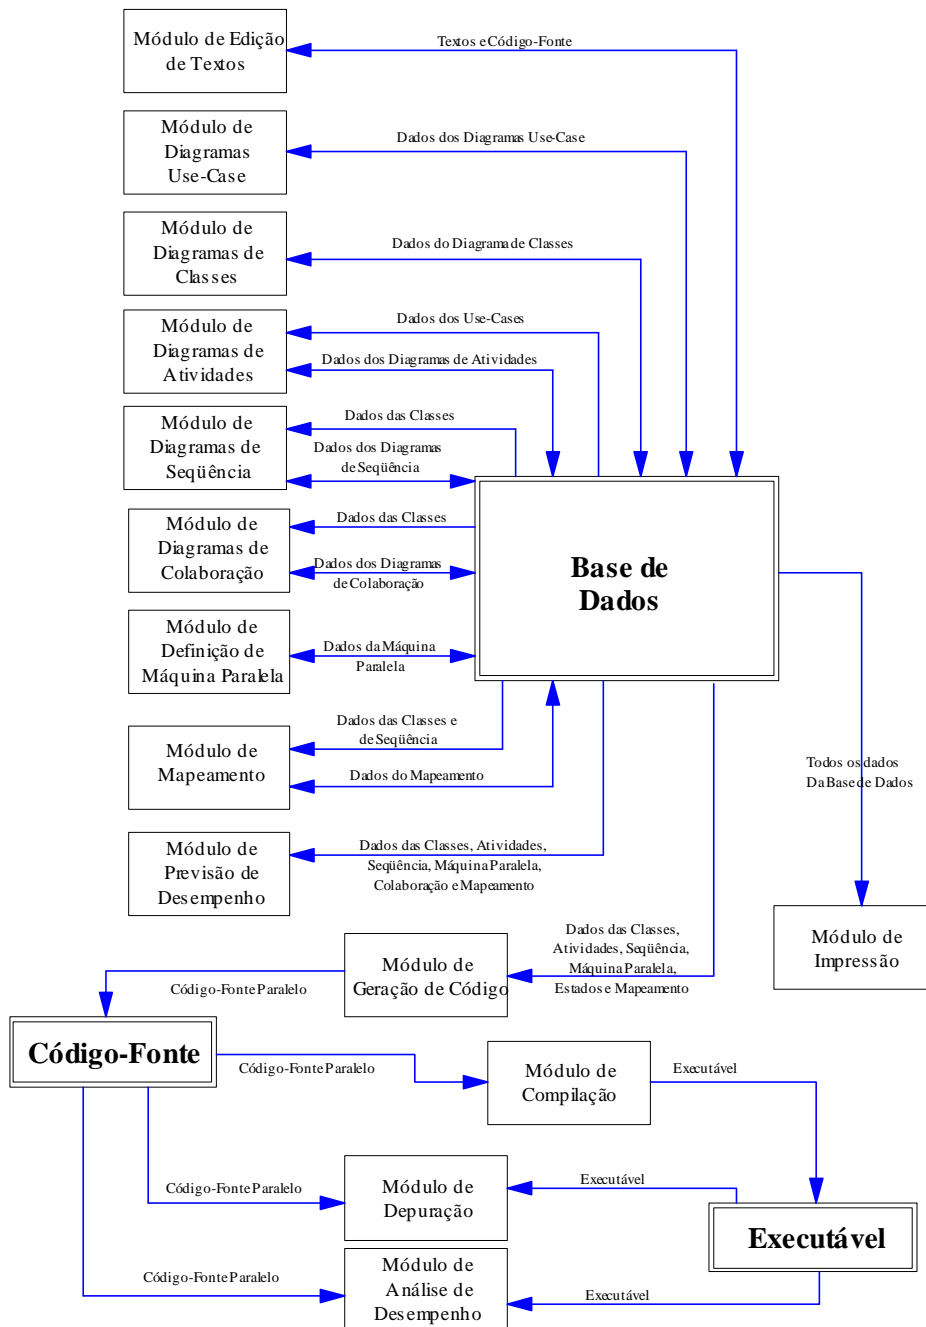 Módulo de Edição
de Textos
Textos e Código-Fonte
Módulo de
Diagramas
Use-Case
Dados dos Diagramas Use-Case
Módulo de
Diagramas de
Classes
Dados do Diagrama de Classes
Módulo de
Diagramas de
Atividades
Dados dos Use-Cases
Dados dos Diagramas de Atividades
Módulo de
Diagramas de
Seqüência
Dados das Classes
Dados dos Diagramas
de Seqüência
Módulo de
Diagramas de
Colaboração
Dados das Classes
Dados dos Diagramas
de Colaboração
Base de
Dados
Módulo de
Definição de
Máquina Paralela
Dados da Máquina
Paralela
Módulo de
Mapeamento
Dados das Classes e
de Seqüência
Dados do Mapeamento
Todos os dados
Da Base de Dados
Módulo de
Previsão de
Desempenho
Dados das Classes, Atividades,
Seqüência, Máquina Paralela,
Colaboração e Mapeamento
Módulo de
Impressão
Dados das Classes,
Atividades, Seqüência,
Máquina Paralela,
Estados e Mapeamento
Módulo de
Geração de Código
Código-Fonte Paralelo
Código-Fonte
Código-Fonte Paralelo
Módulo de
Compilação
Executável
Código-Fonte Paralelo
Módulo de
Depuração
Executável
Executável
Código-Fonte Paralelo
Módulo de
Análise de
Desempenho
Executável